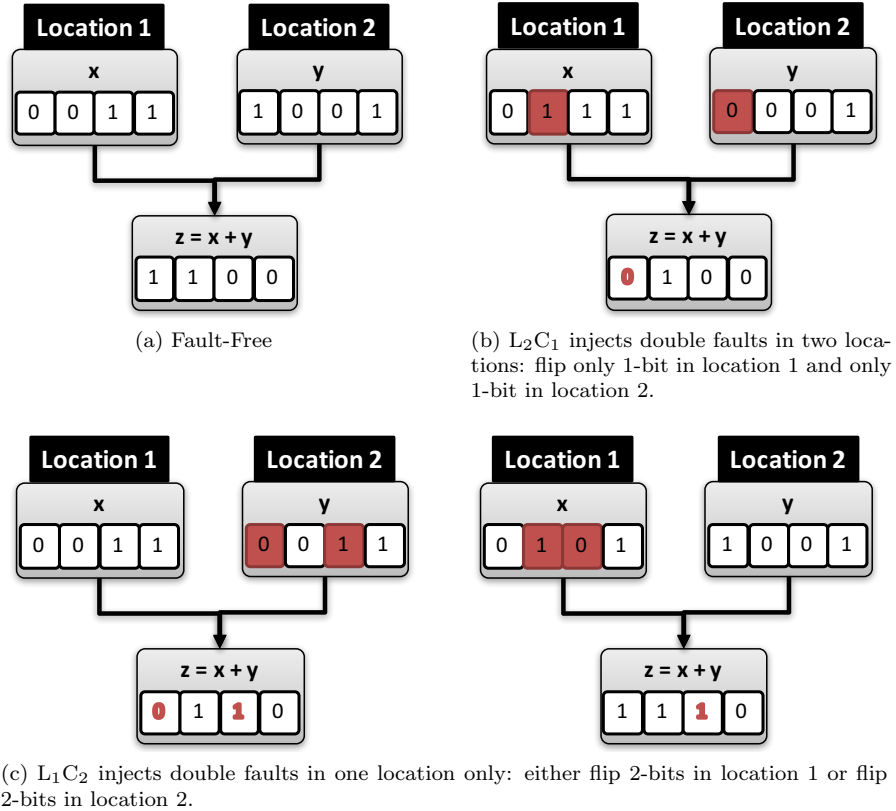 Location 1 Location 2 Location 1 Location 2
x y x y
0 0 1 1 1 0 0 1 0 1 1 1 0 0 0 1
z = x + y z = x + y
1 1 0 0 0 1 0 0
(a) Fault-Free
(b) L₂C₁ injects double faults in two loca-
tions: flip only 1-bit in location 1 and only
1-bit in location 2.
Location 1 Location 2 Location 1 Location 2
x y x y
0 0 1 1 0 0 1 1 0 1 0 1 1 0 0 1
z = x + y z = x + y
0 1 1 0 1 1 1 0
(c) L₁C₂ injects double faults in one location only: either flip 2-bits in location 1 or flip
2-bits in location 2.